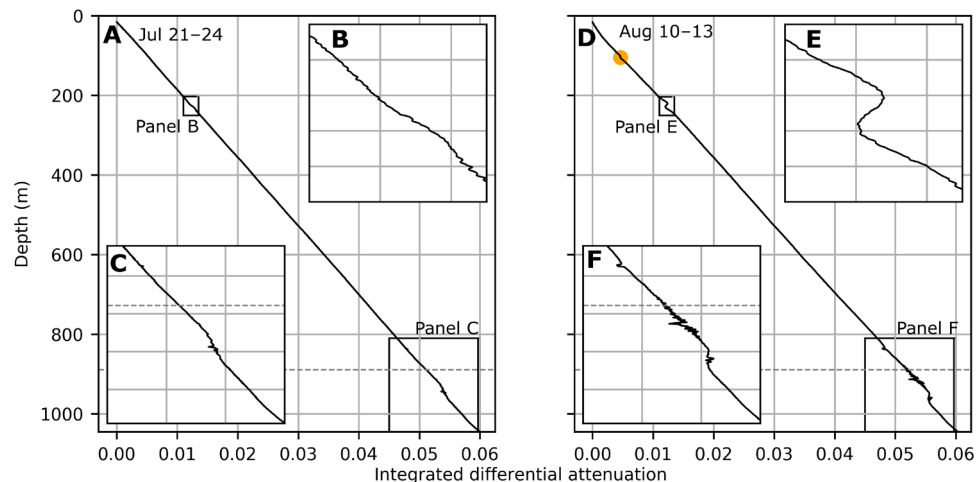 A
Jul 21–24
B
Panel B
C
Panel C
D
Aug 10–13
E
Panel E
F
Panel F
0
200
400
600
800
1000
Depth (m)
0.00 0.01 0.02 0.03 0.04 0.05 0.06
0.00 0.01 0.02 0.03 0.04 0.05 0.06
Integrated differential attenuation